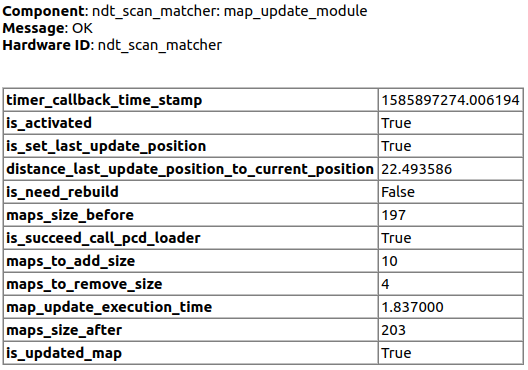 Component: ndt_scan_matcher: map_update_module
Message: OK
Hardware ID: ndt_scan_matcher
timer_callback_time_stamp 1585897274.006194
is_activated True
is_set_last_update_position True
distance_last_update_position_to_current_position 22.493586
is_need_rebuild False
maps_size_before 197
is_succeed_call_pcd_loader True
maps_to_add_size 10
maps_to_remove_size 4
map_update_execution_time 1.837000
maps_size_after 203
is_updated_map True